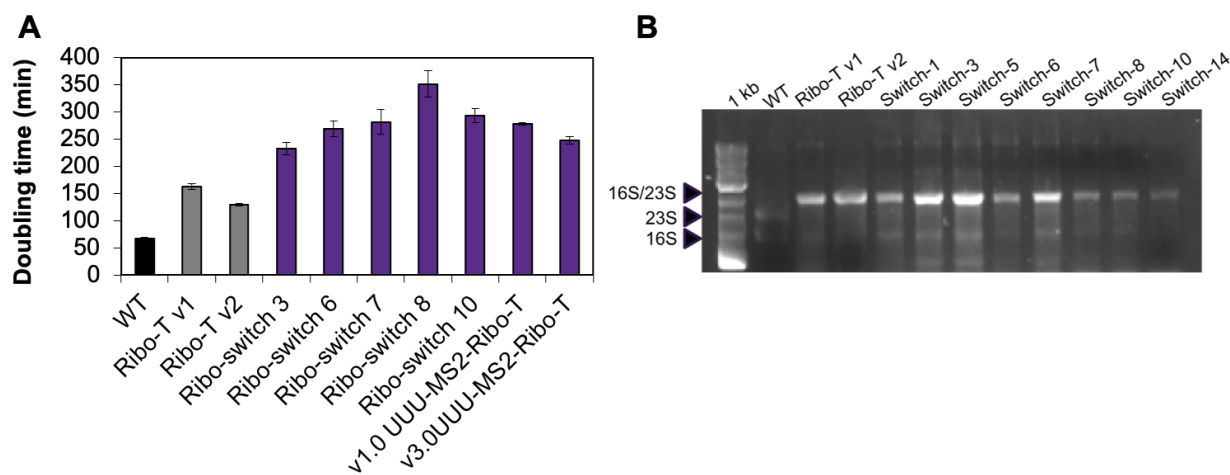 A
Doubling time (min)
400
350
300
250
200
150
100
50
0
WT
Ribo-T v1
Ribo-T v2
Ribo-switch 3
Ribo-switch 6
Ribo-switch 7
Ribo-switch 8
Ribo-switch 10
v1.0 UUU-MS2-Ribo-T
v3.0UUU-MS2-Ribo-T
B
1 kb
WT
Ribo-T v1
Ribo-T v2
Switch-1
Switch-3
Switch-5
Switch-6
Switch-7
Switch-8
Switch-10
Switch-14
16S/23S
23S
16S